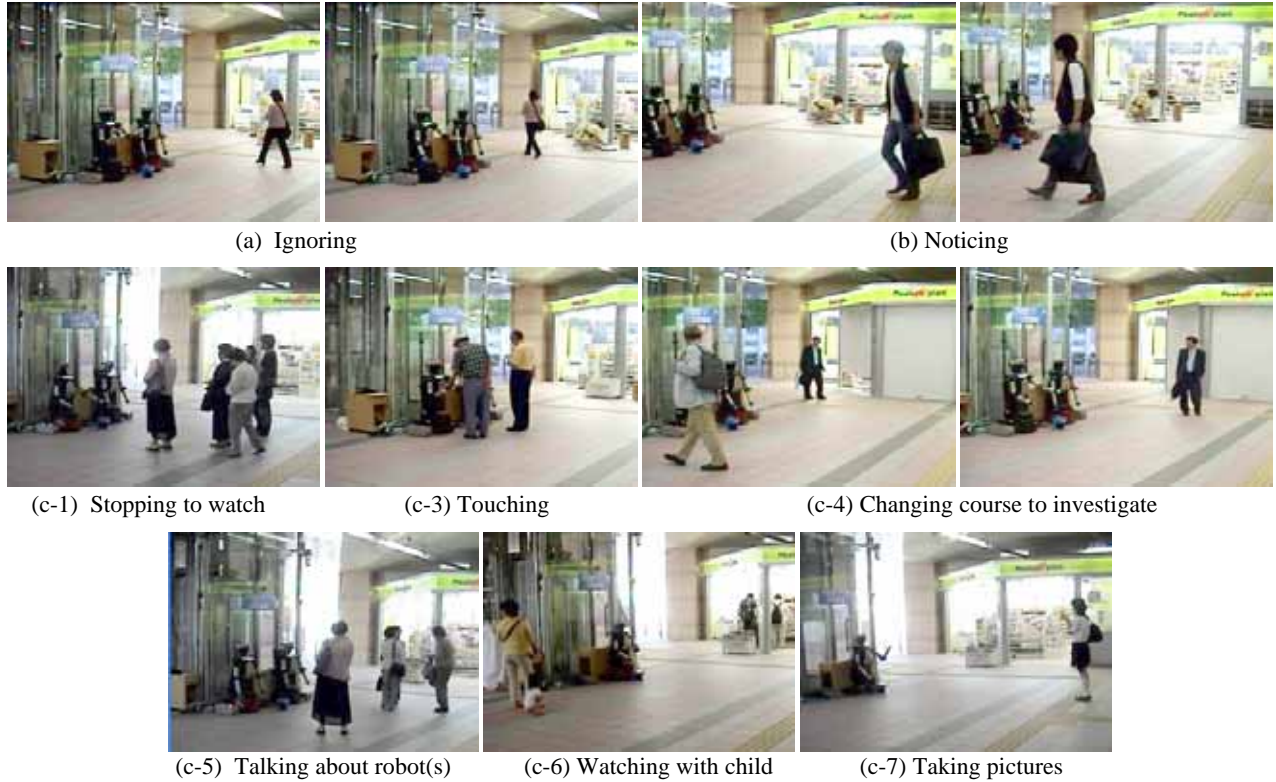 (a) Ignoring
(b) Noticing
(c-1) Stopping to watch
(c-3) Touching
(c-4) Changing course to investigate
(c-5) Talking about robot(s)
(c-6) Watching with child
(c-7) Taking pictures